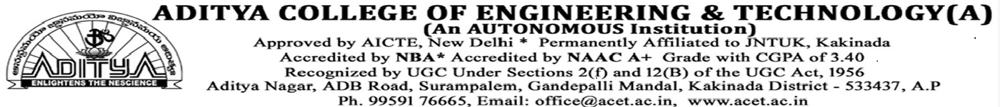 ADITYA COLLEGE OF ENGINEERING & TECHNOLOGY(A)
(An AUTONOMOUS Institution)
Approved by AICTE, New Delhi * Permanently Affiliated to JNTUK, Kakinada
Accredited by NBA* Accredited by NAAC A+ Grade with CGPA of 3.40
Recognized by UGC Under Sections 2(f) and 12(B) of the UGC Act, 1956
Aditya Nagar, ADB Road, Surampalem, Gandepalli Mandal, Kakinada District - 533437, A.P
Ph. 99591 76665, Email: office@acet.ac.in, www.acet.ac.in
ॐ
ADITYA
ENLIGHTENS THE NESCIENCE